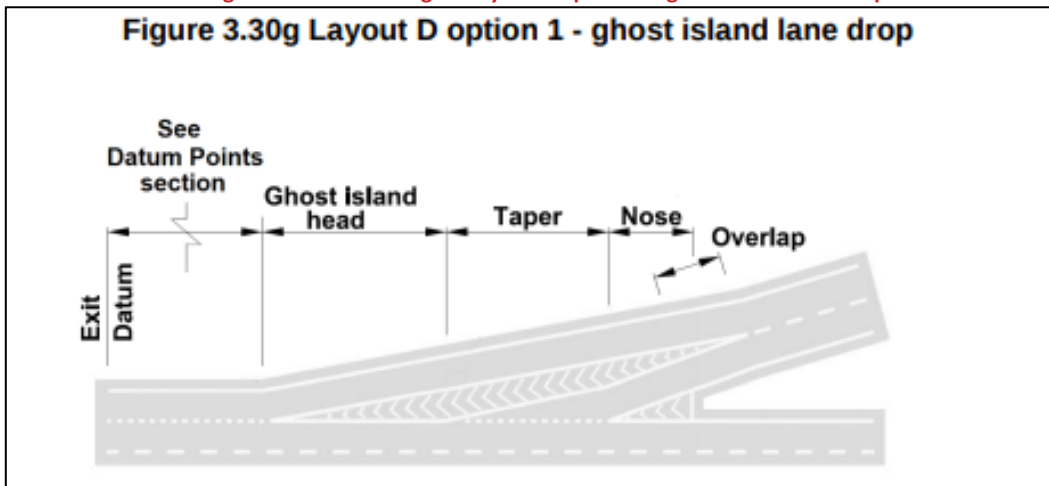 Figure 3.30g Layout D option 1 - ghost island lane drop
See
Datum Points
section
Ghost island
head
Taper
Nose
Overlap
Exit
Datum